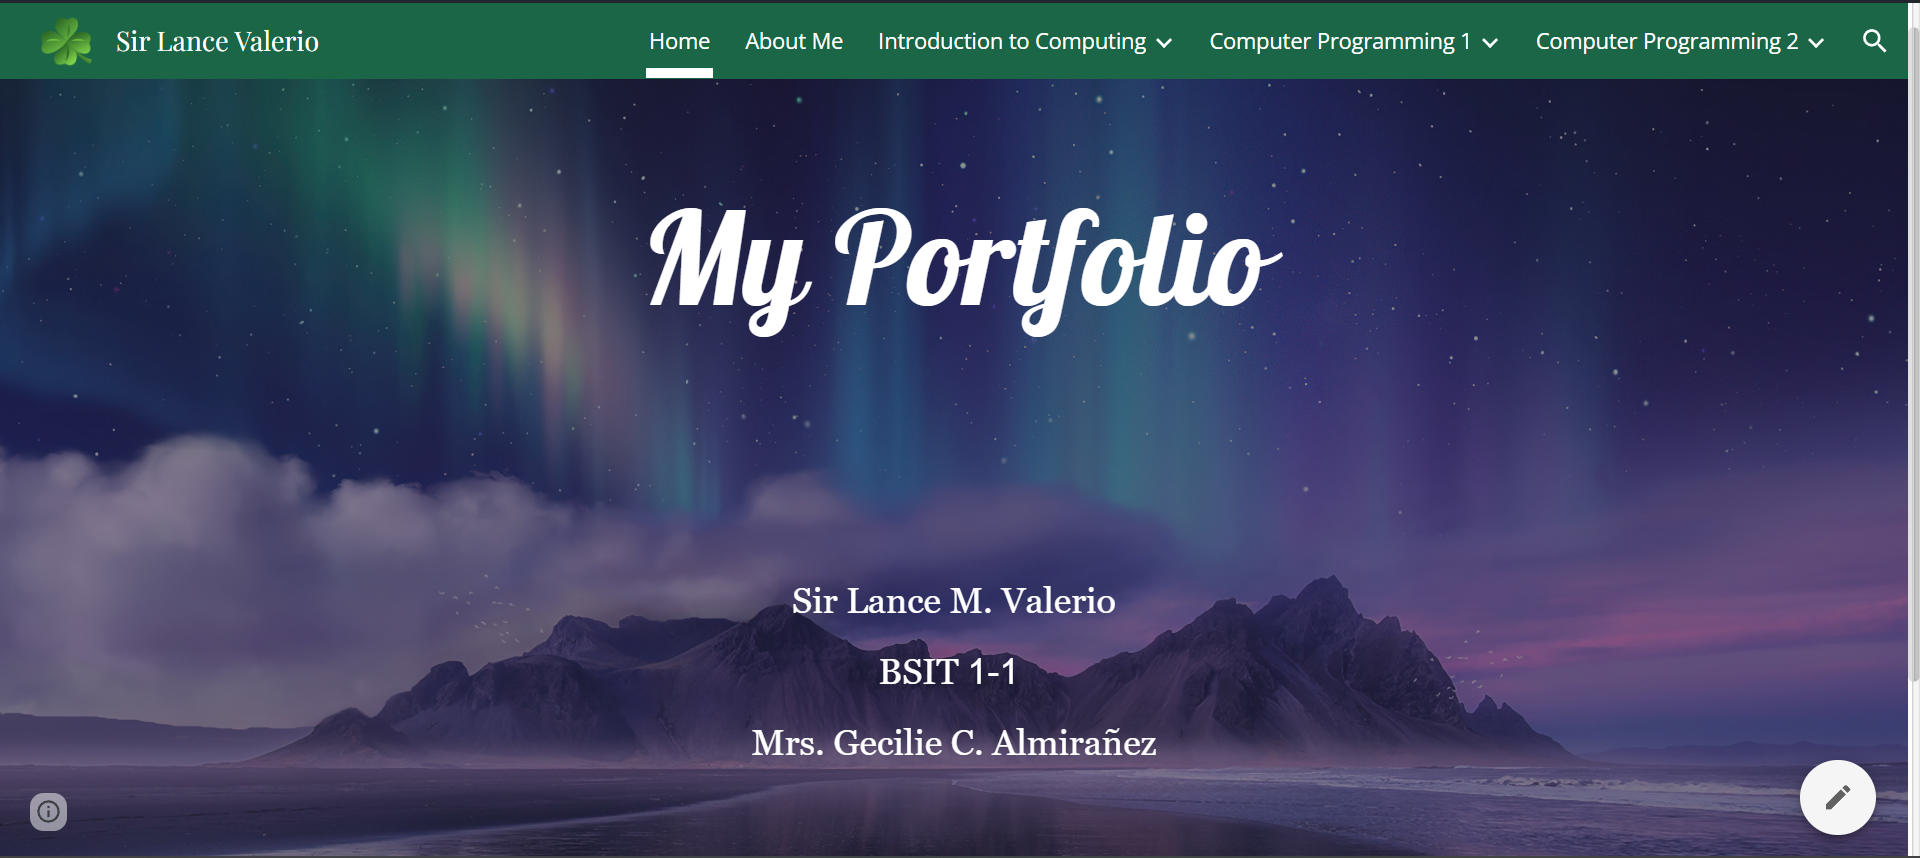 Sir Lance Valerio
Home About Me Introduction to Computing Computer Programming 1 Computer Programming 2
My Portfolio
Sir Lance M. Valerio
BSIT 1-1
Mrs. Gecilie C. Almirañez